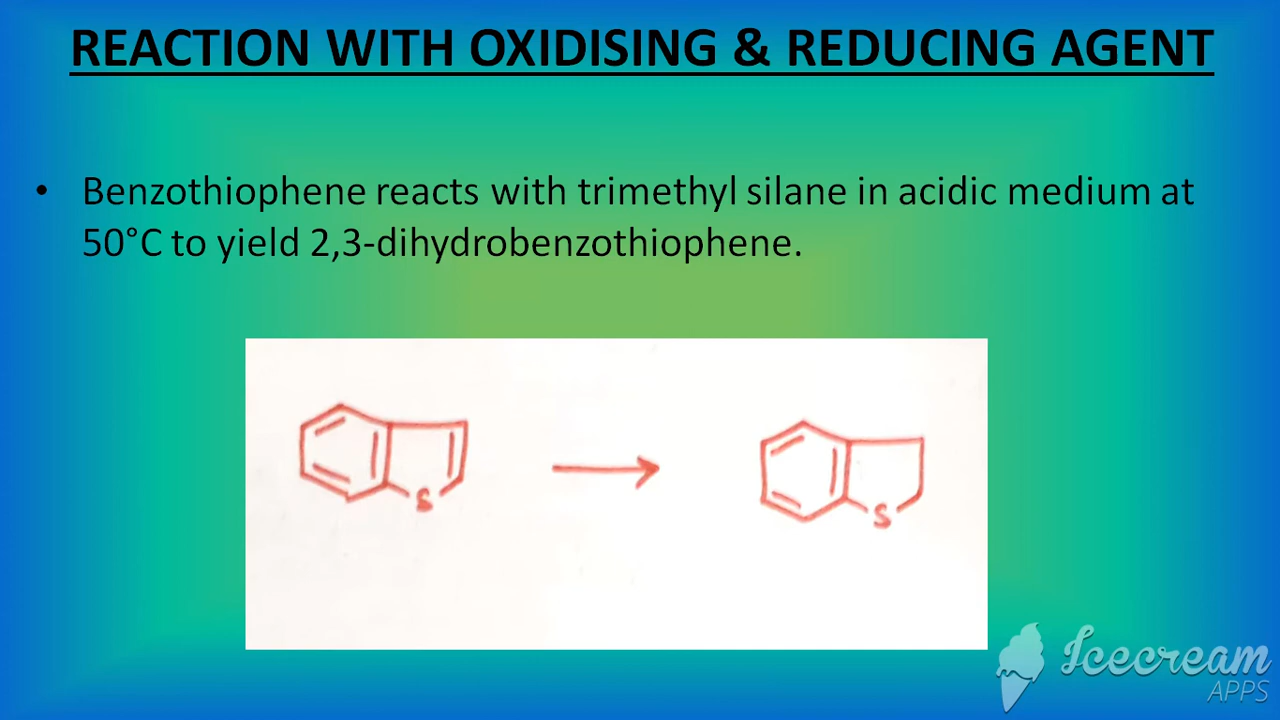 REACTION WITH OXIDISING & REDUCING AGENT
• Benzothiophene reacts with trimethyl silane in acidic medium at
50°C to yield 2,3-dihydrobenzothiophene.
S
S
Icecream
APPS